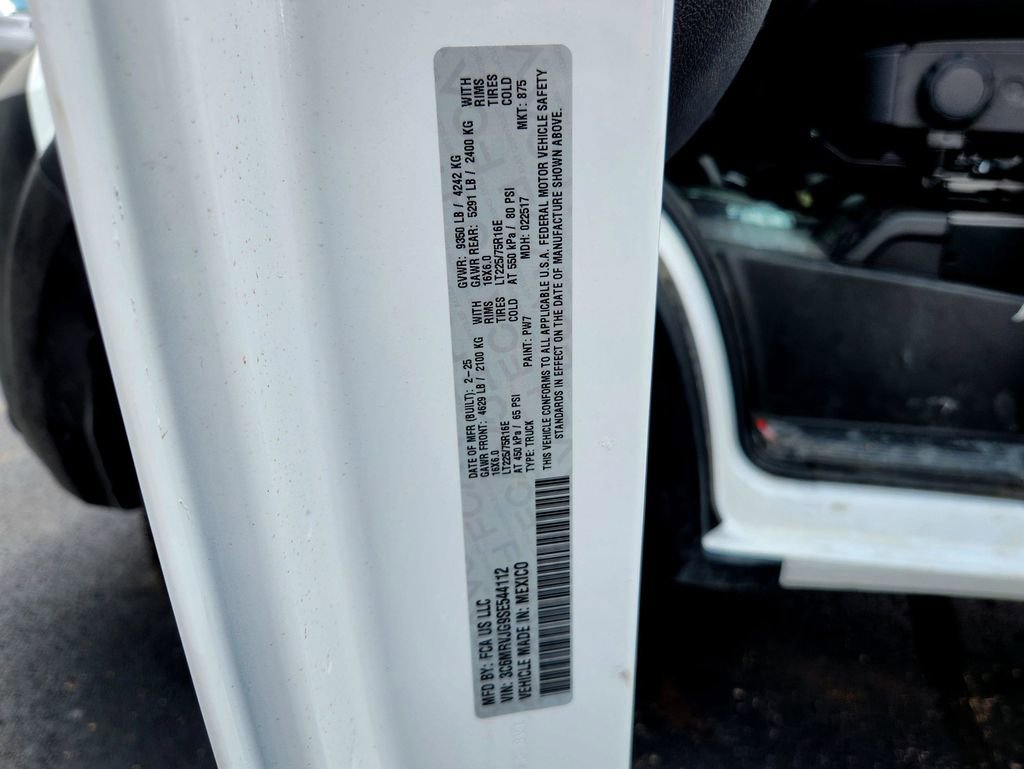 MFD BY: FCA US LLC
VIN: 3C6MRVJG9SE544112
VEHICLE MADE IN: MEXICO
DATE OF MFR (BUILT): 2-25
GAWR FRONT: 4629 LB / 2100 KG WITH
16X6.0 RIMS
LT225/75R16E TIRES
AT 450 kPa / 65 PSI COLD
TYPE: TRUCK PAINT: PW7
GVWR: 9350 LB / 4242 KG
GAWR REAR: 5291 LB / 2400 KG WITH
16X6.0 RIMS
LT225/75R16E TIRES
AT 550 kPa / 80 PSI COLD
MDH: 022517 MKT: 875
THIS VEHICLE CONFORMS TO ALL APPLICABLE U.S.A. FEDERAL MOTOR VEHICLE SAFETY
STANDARDS IN EFFECT ON THE DATE OF MANUFACTURE SHOWN ABOVE.